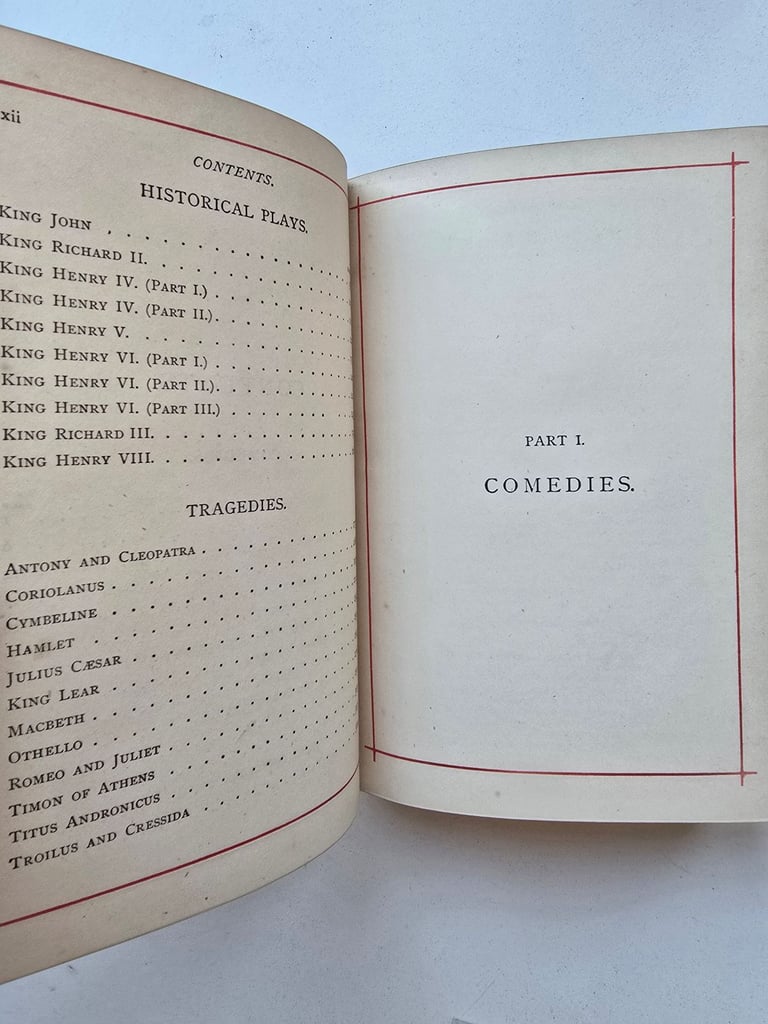 xii
CONTENTS.
HISTORICAL PLAYS.
KING JOHN
KING RICHARD II.
KING HENRY IV. (PART I.)
KING HENRY IV. (PART II.)
KING HENRY V.
KING HENRY VI. (PART I.)
KING HENRY VI. (PART II.)
KING HENRY VI. (PART III.)
KING RICHARD III.
KING HENRY VIII.
TRAGEDIES.
ANTONY AND CLEOPATRA
CORIOLANUS
CYMBELINE
HAMLET
JULIUS CÆSAR
KING LEAR
MACBETH
OTHELLO
ROMEO AND JULIET
TIMON OF ATHENS
TITUS ANDRONICUS
TROILUS AND CRESSIDA
PART I.
COMEDIES.